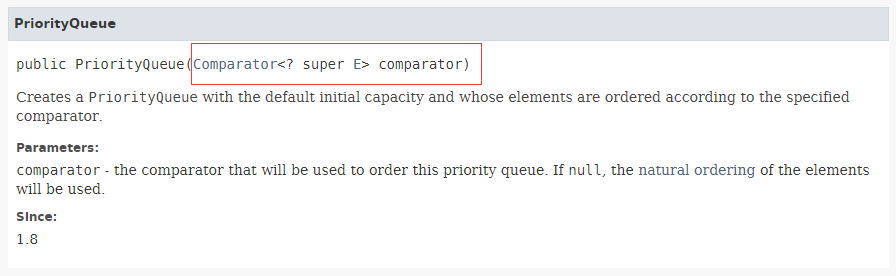 PriorityQueue
public PriorityQueue(Comparator<? super E> comparator)
Creates a PriorityQueue with the default initial capacity and whose elements are ordered according to the specified
comparator.
Parameters:
comparator - the comparator that will be used to order this priority queue. If null, the natural ordering of the elements
will be used.
Since:
1.8